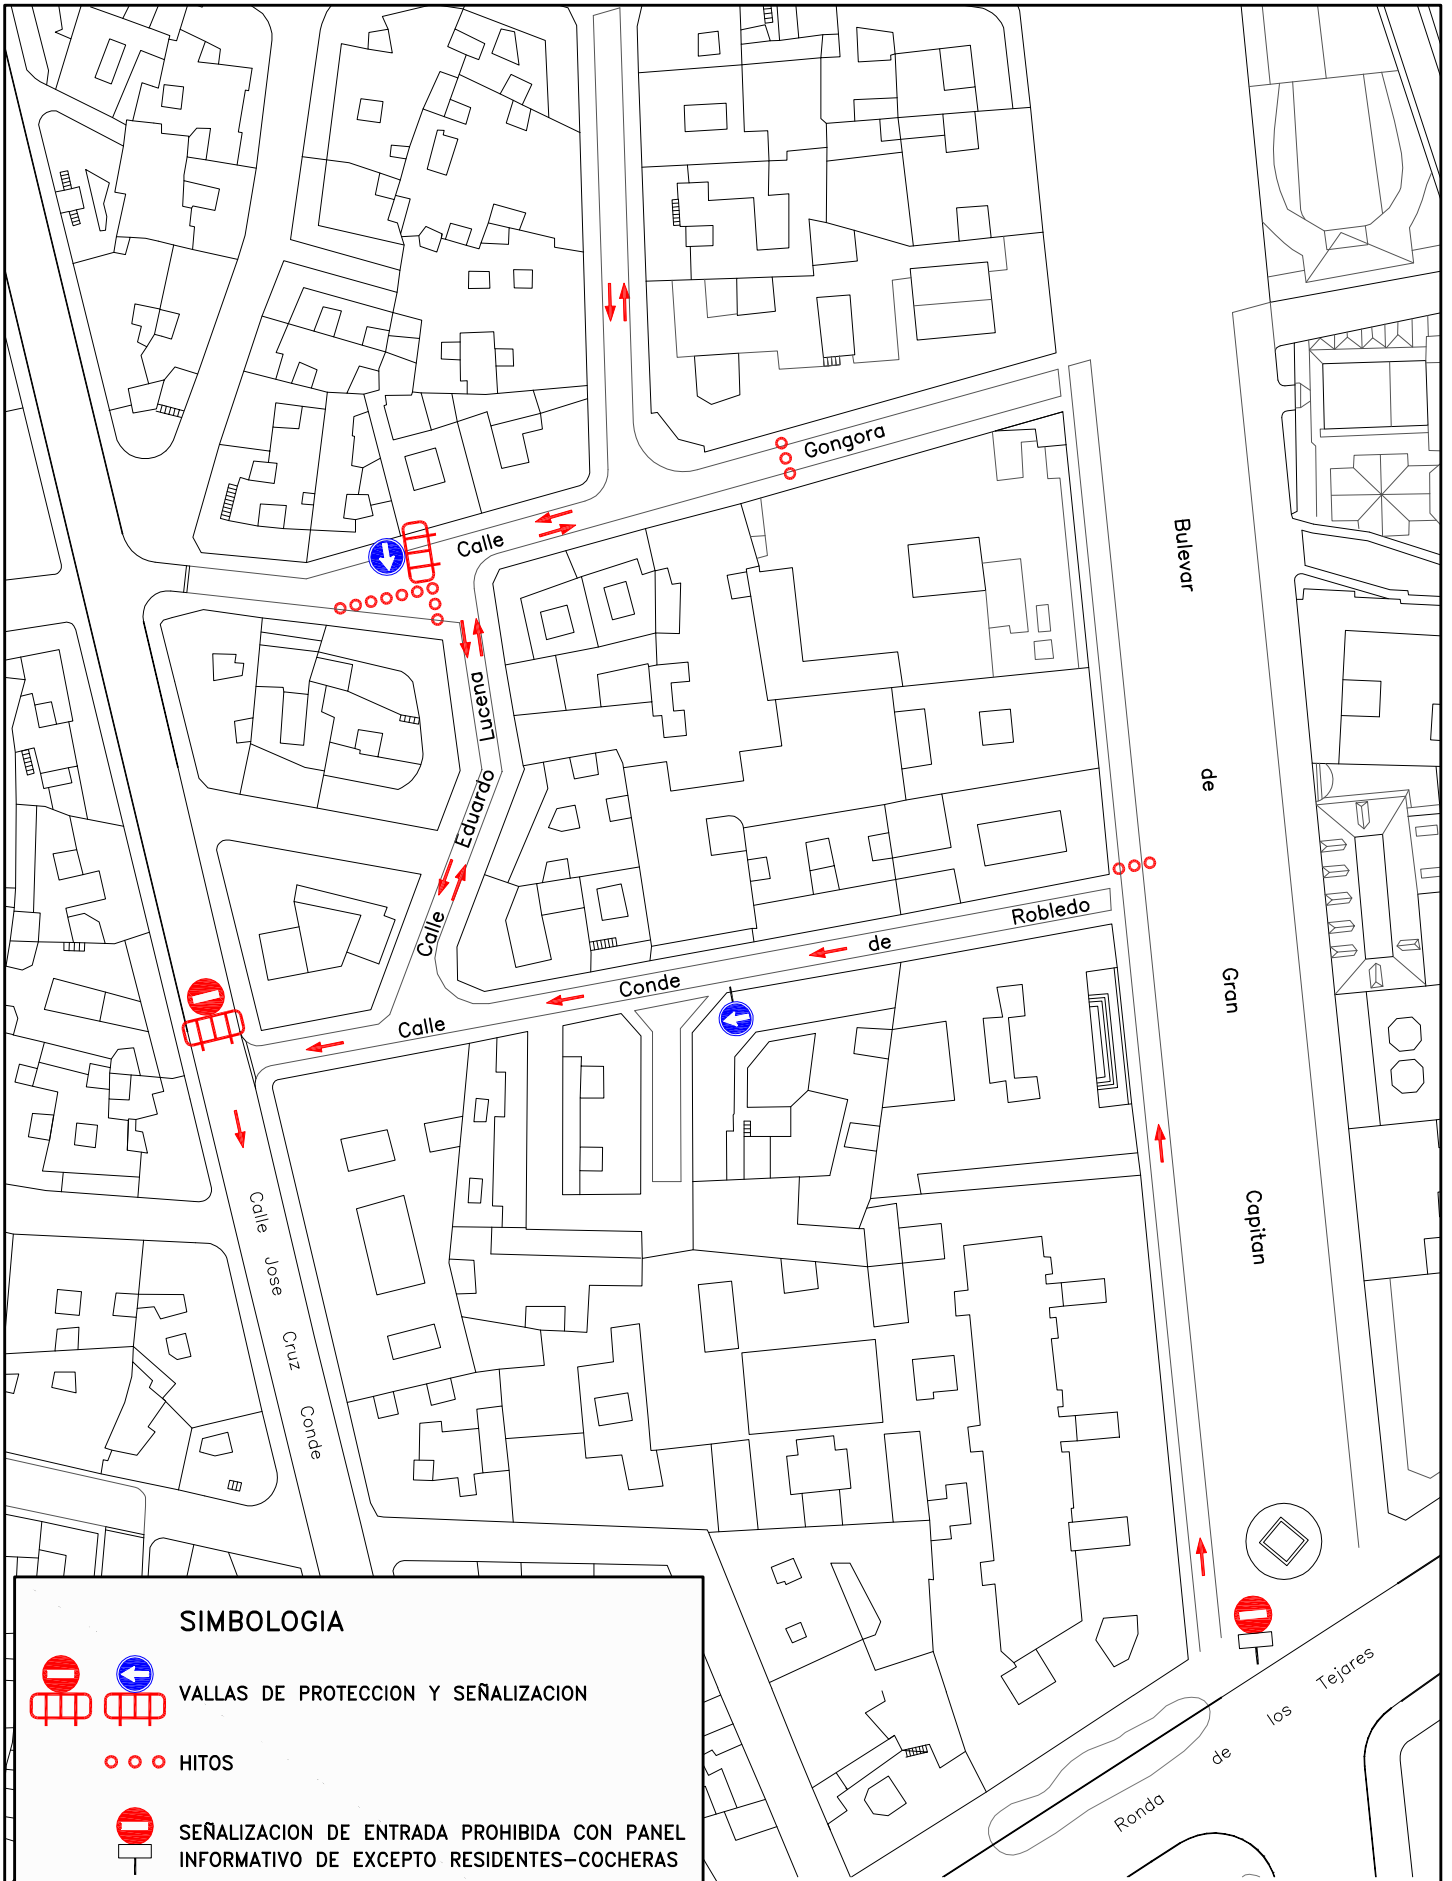 Calle Gongora
Calle Eduardo Lucena
Calle Conde de Robledo
Bulevar de Gran Capitan
Calle Jose Cruz Conde
Ronda de los Tejares
SIMBOLOGIA
VALLAS DE PROTECCION Y SEÑALIZACION
HITOS
SEÑALIZACION DE ENTRADA PROHIBIDA CON PANEL
INFORMATIVO DE EXCEPTO RESIDENTES-COCHERAS